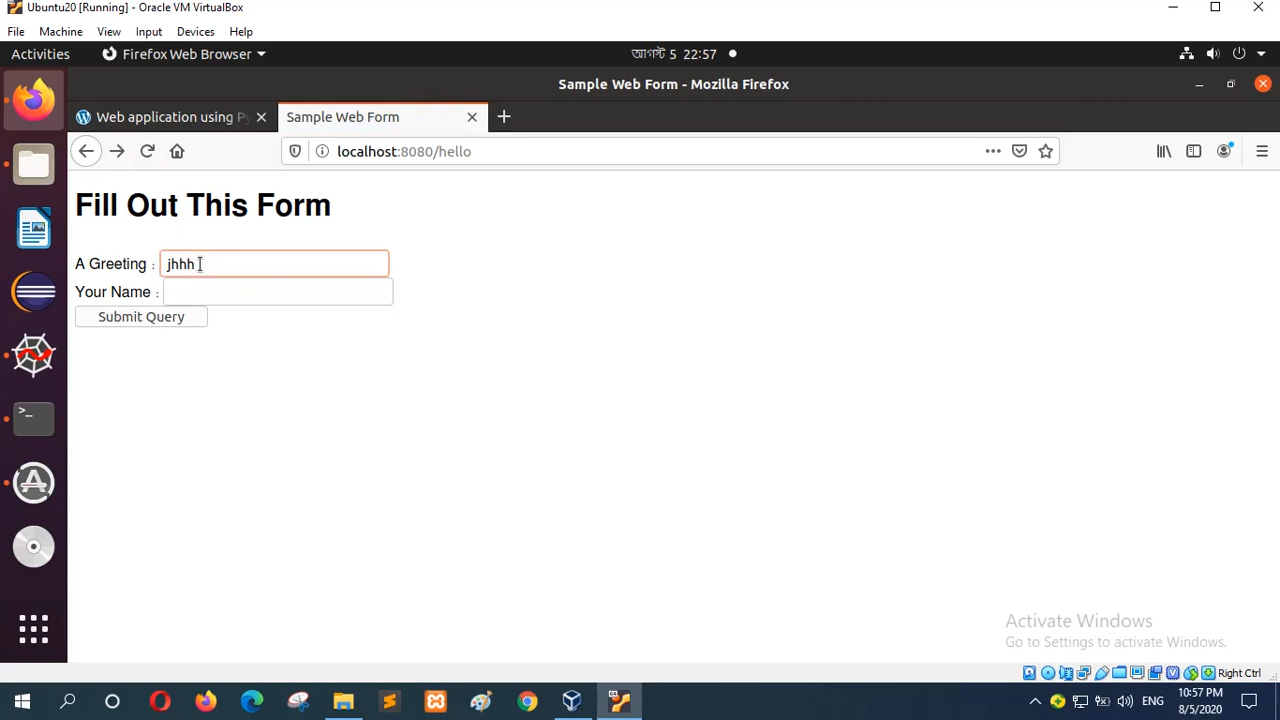 Ubuntu20 [Running] - Oracle VM VirtualBox
File Machine View Input Devices Help
Activities Firefox Web Browser আগস্ট 5 22:57
Sample Web Form - Mozilla Firefox
Web application using Py Sample Web Form
localhost:8080/hello
Fill Out This Form
A Greeting : jhhh
Your Name :
Submit Query
Activate Windows
Go to Settings to activate Windows.
Right Ctrl
ENG
10:57 PM
8/5/2020